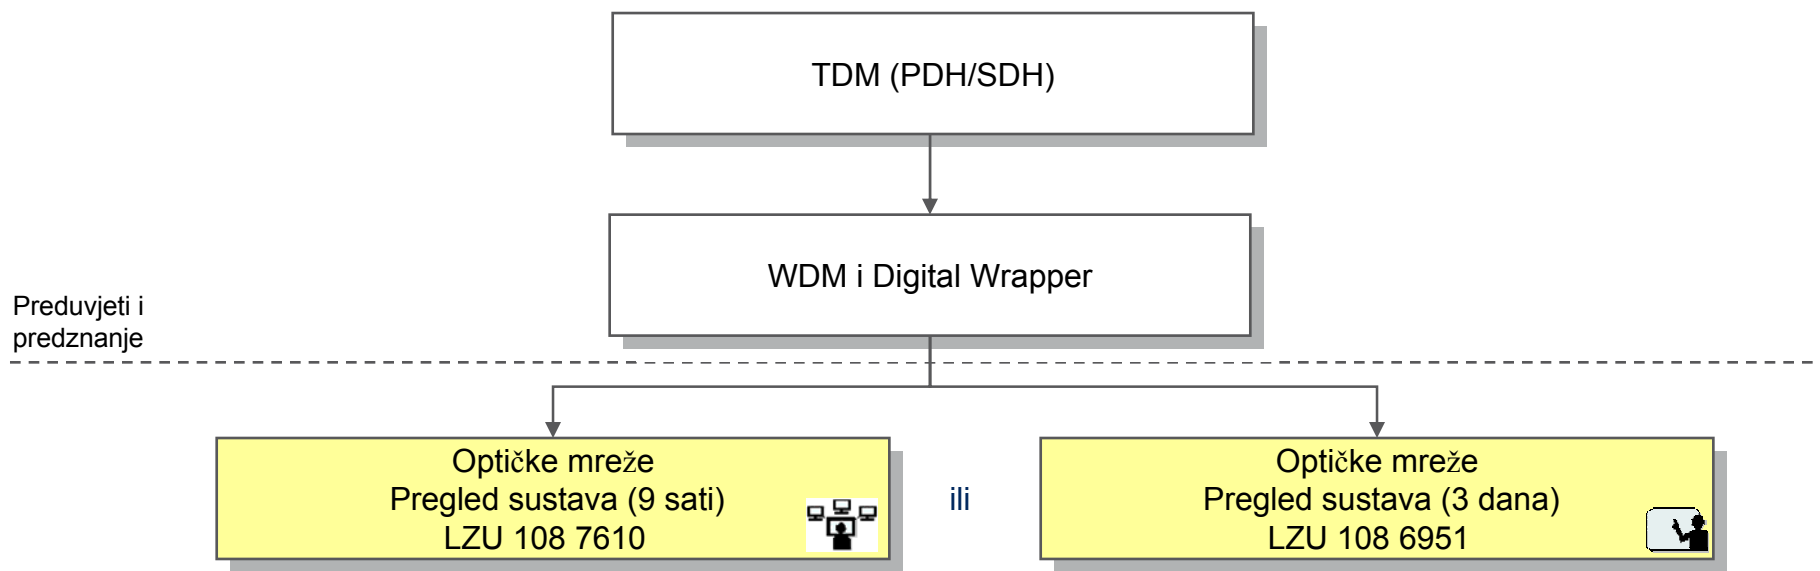 TDM (PDH/SDH)
WDM i Digital Wrapper
Preduvjeti i
predznanje
Optičke mreže
Pregled sustava (9 sati)
LZU 108 7610
ili
Optičke mreže
Pregled sustava (3 dana)
LZU 108 6951